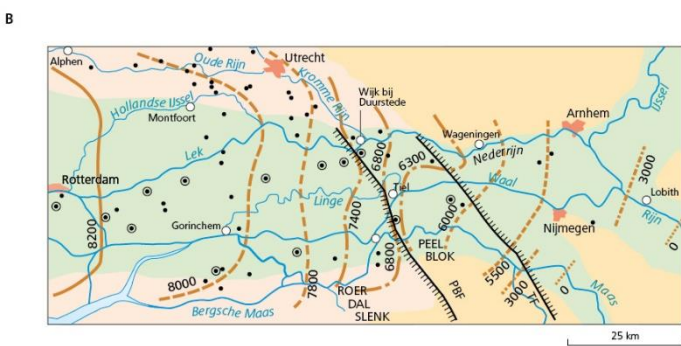 B
Alphen
Oude Rijn
Utrecht
Kromme Rijn
Hollandse IJssel
Montfoort
Wijk bij
Duurstede
Wageningen
Nederrijn
Arnhem
IJssel
Lek
6800
6300
3000
Rotterdam
Tiel
Waal
Lobith
Linge
7400
6000
Rijn
8200
Gorinchem
Nijmegen
0
PEEL
BLOK
6800
8000
7800
ROER
DAL
SLENK
PBF
5500
3000
TF
0
Maas
Bergsche Maas
25 km